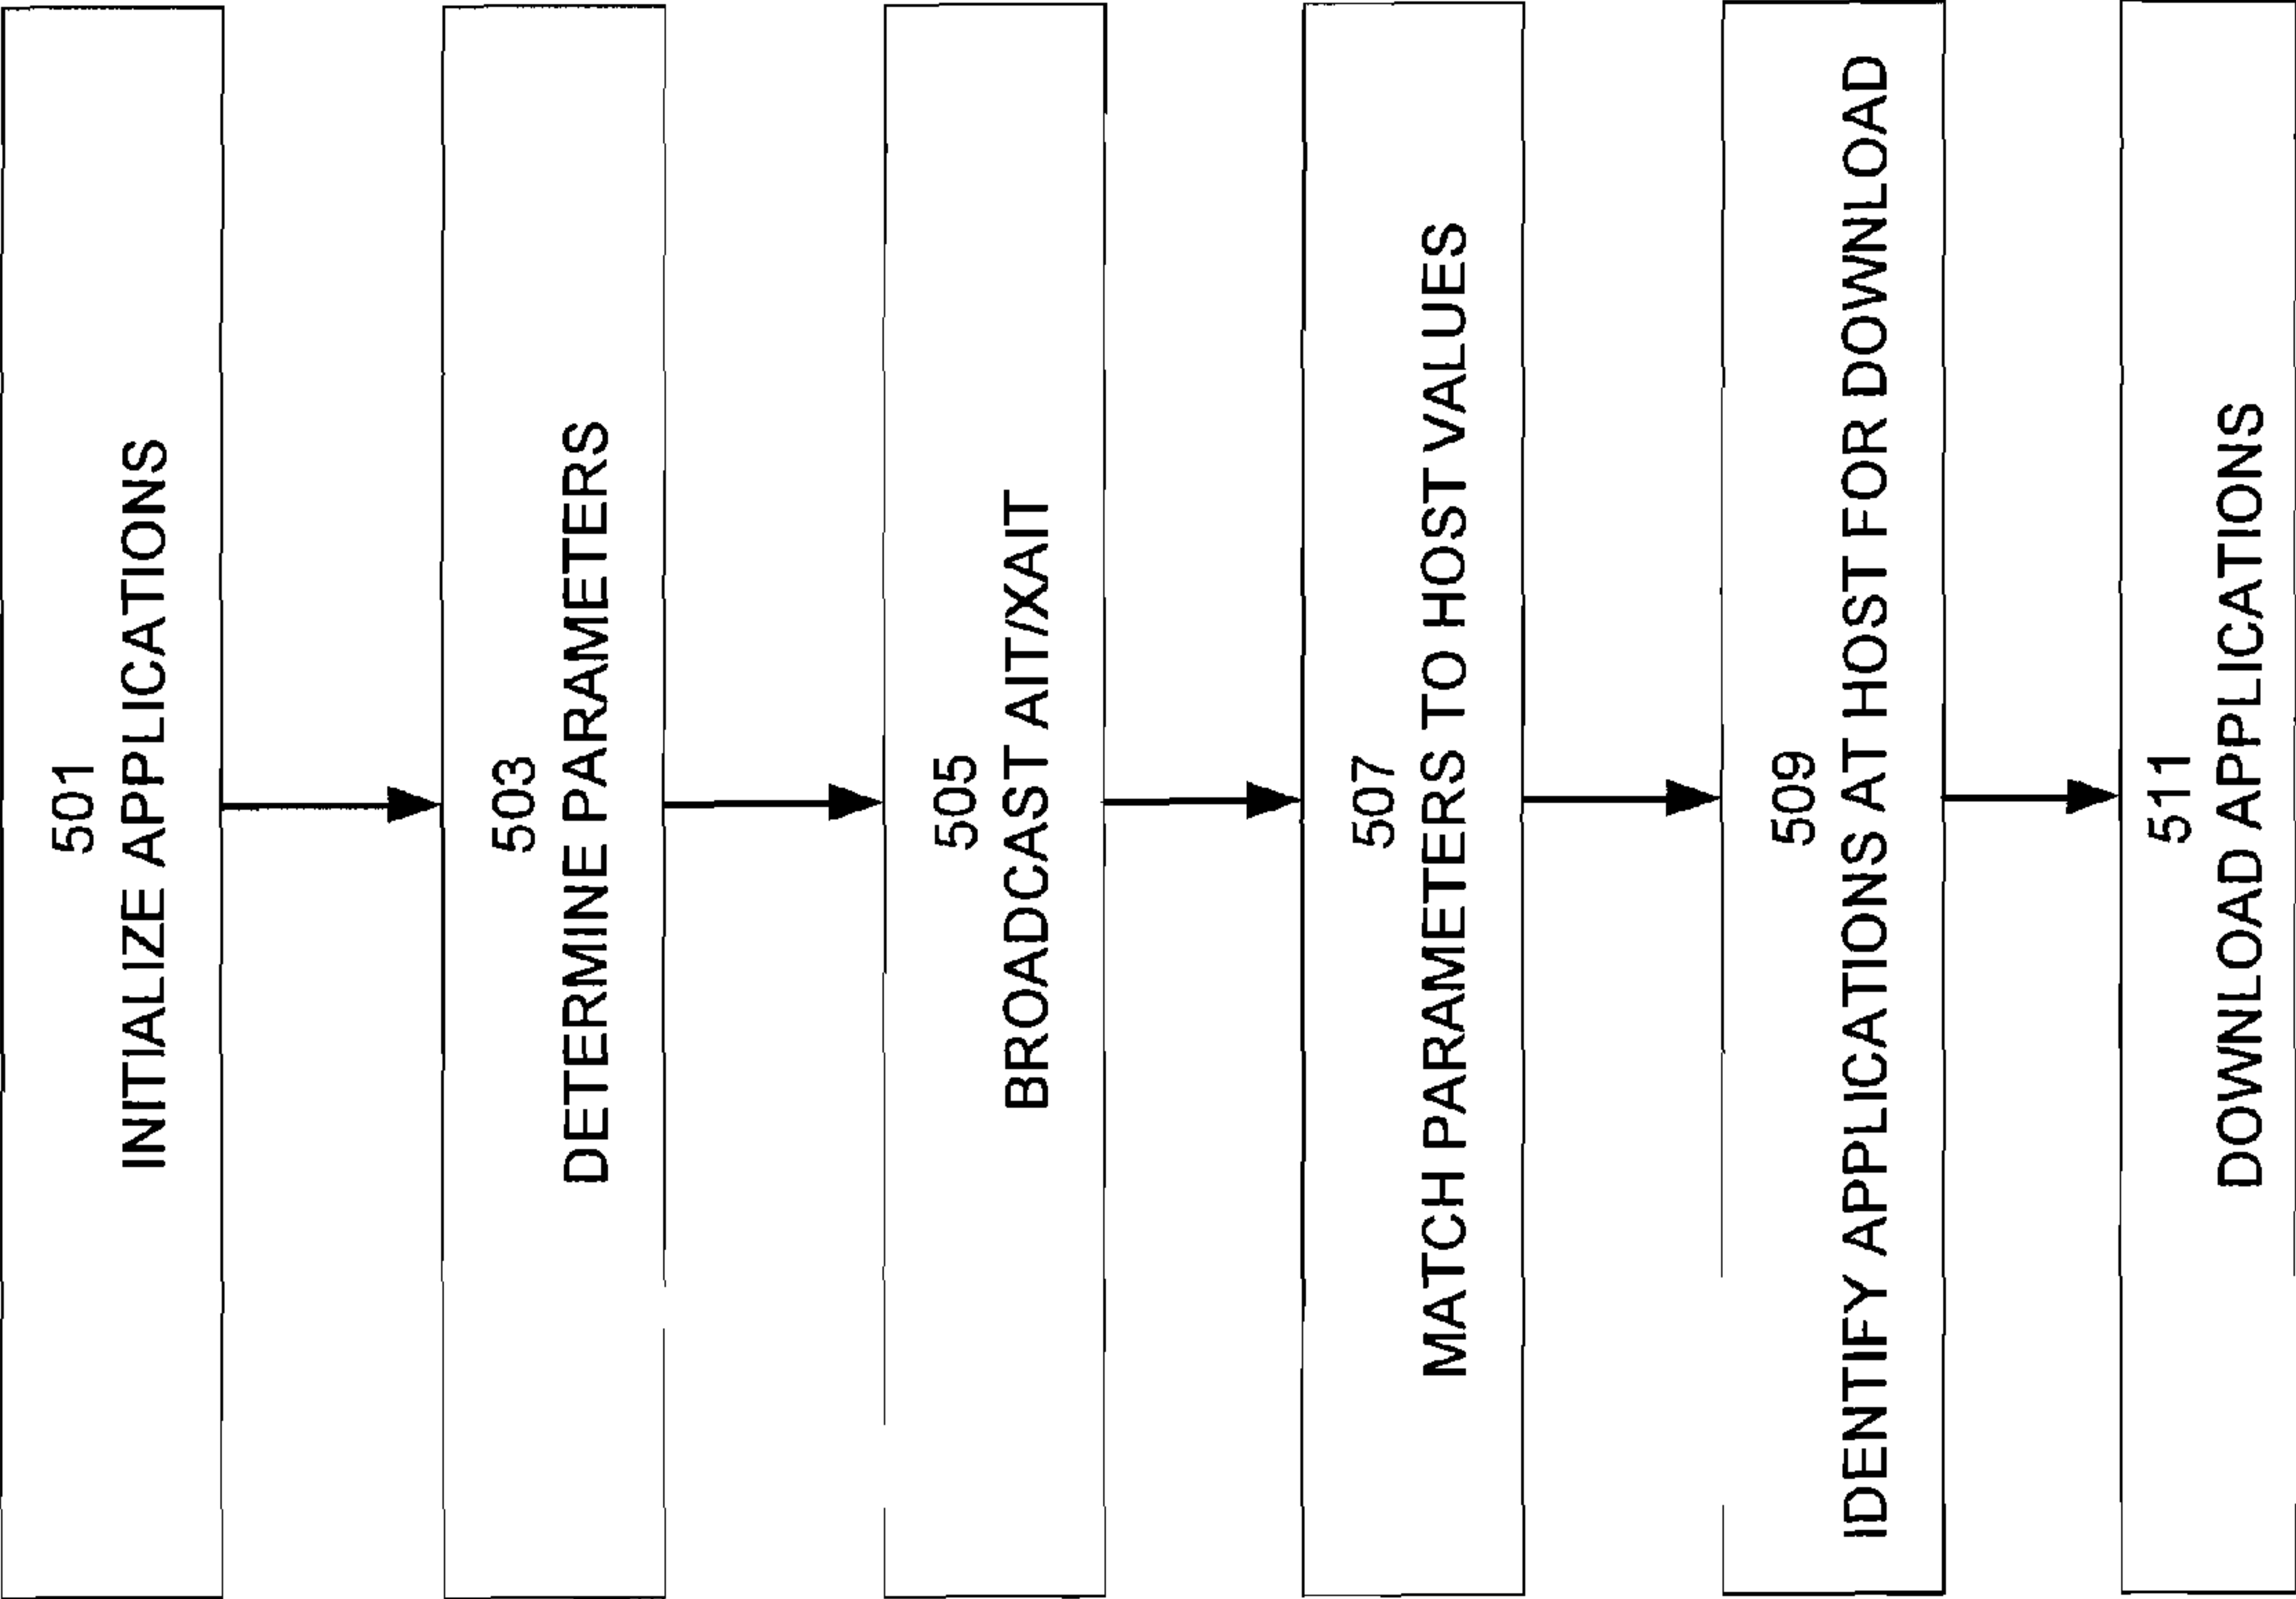 501
INITIALIZE APPLICATIONS
503
DETERMINE PARAMETERS
505
BROADCAST AIT/XAIT
507
MATCH PARAMETERS TO HOST VALUES
509
IDENTIFY APPLICATIONS AT HOST FOR DOWNLOAD
511
DOWNLOAD APPLICATIONS